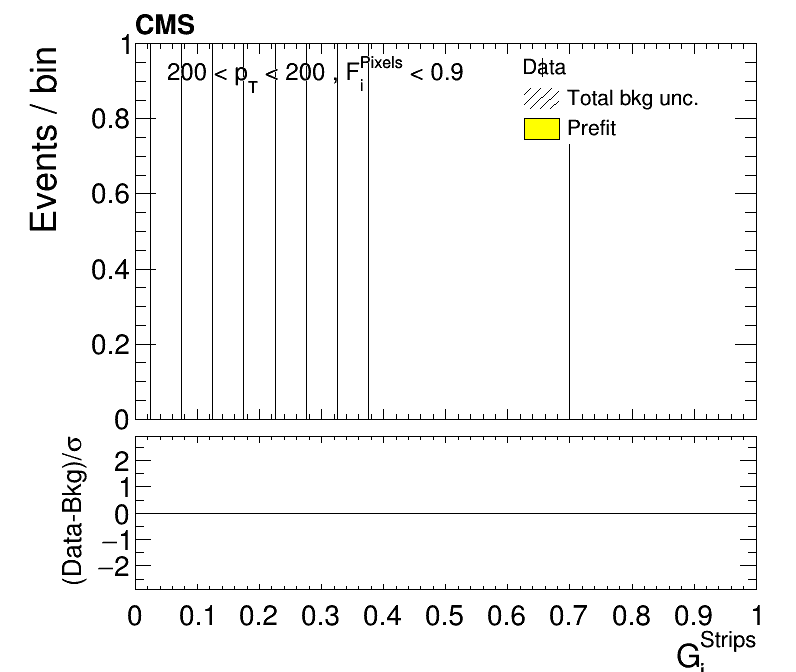 CMS
Events / bin
200 < p_T < 200 , F_i^Pixels < 0.9
Data
Total bkg unc.
Prefit
1
0.8
0.6
0.4
0.2
0
(Data-Bkg)/σ
2
1
0
−1
−2
0 0.1 0.2 0.3 0.4 0.5 0.6 0.7 0.8 0.9 1
G_i^Strips